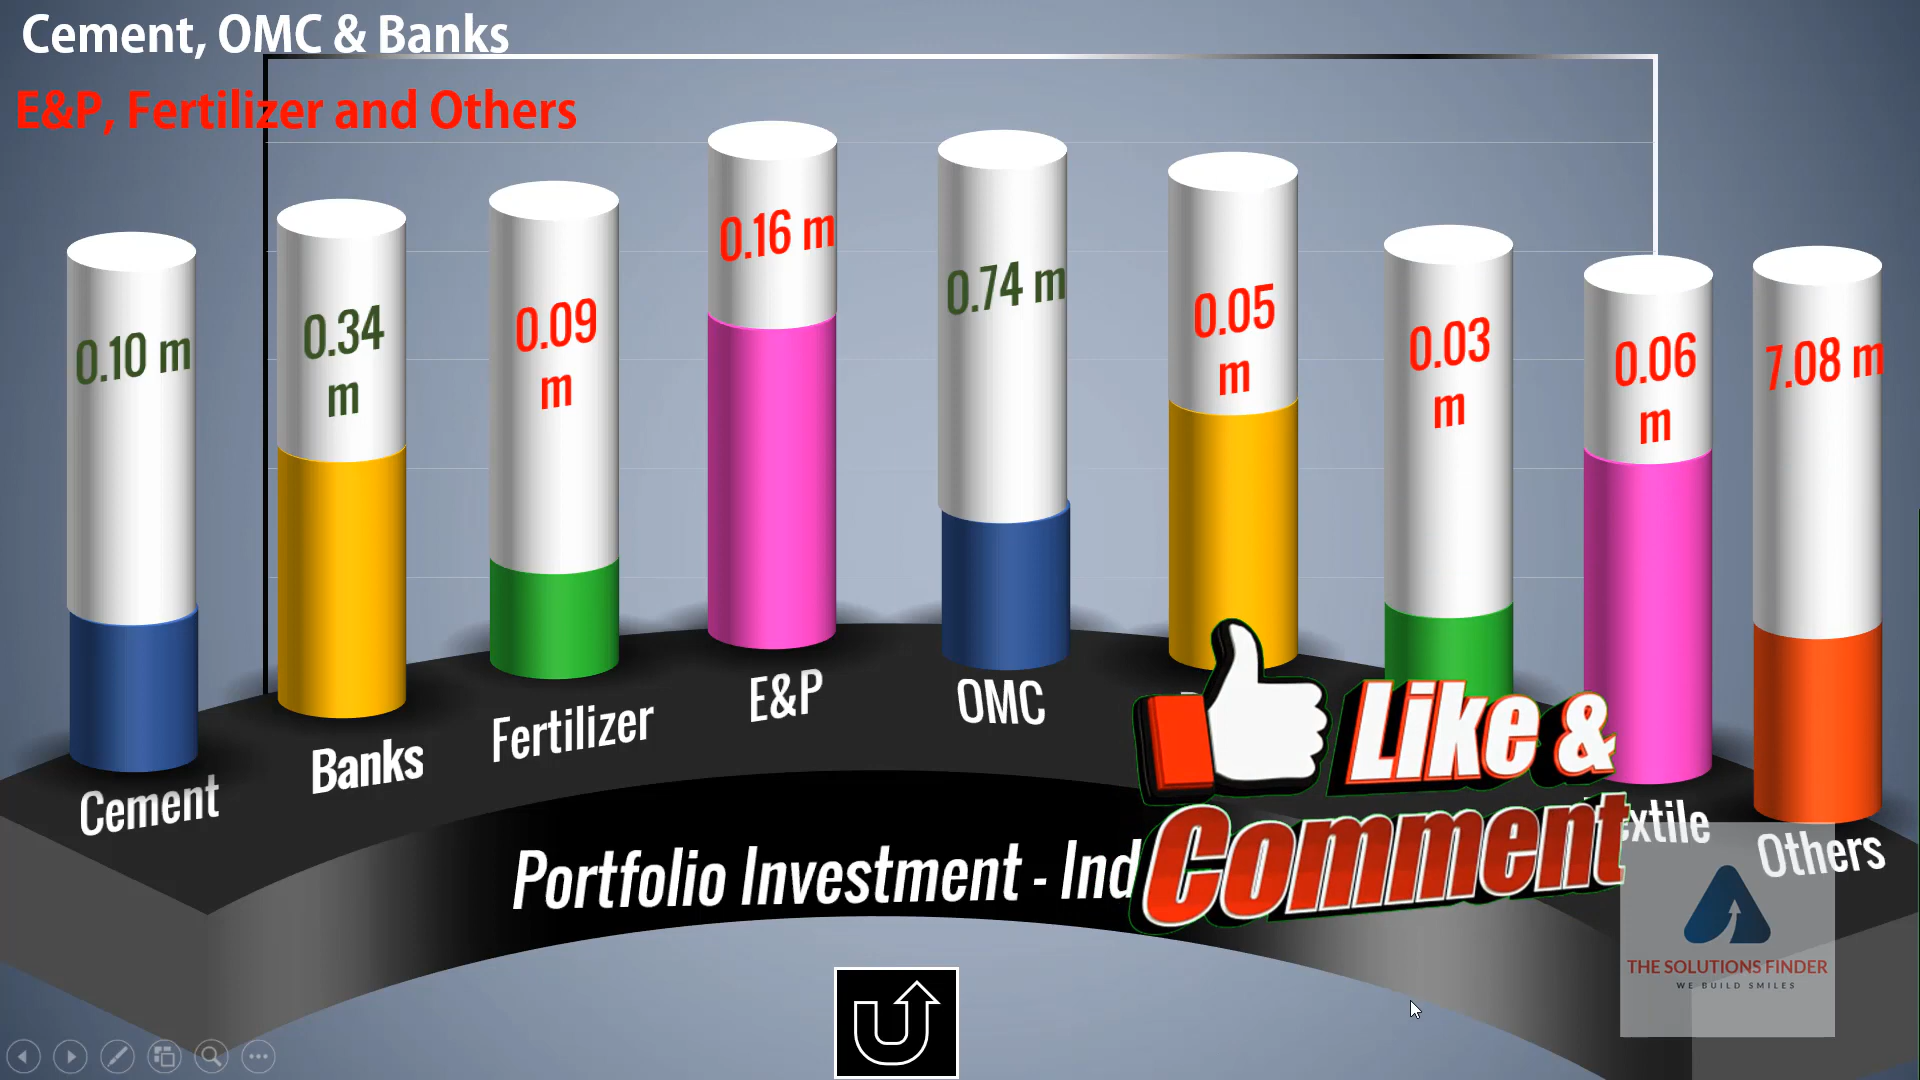 Cement, OMC & Banks
E&P, Fertilizer and Others
0.10 m
0.34
m
0.09
m
0.16 m
0.74 m
0.05
m
0.03
m
0.06
m
7.08 m
Cement
Banks
Fertilizer
E&P
OMC
extile
Others
Portfolio Investment - Ind
Like &
Comment
THE SOLUTIONS FINDER
WE BUILD SMILES